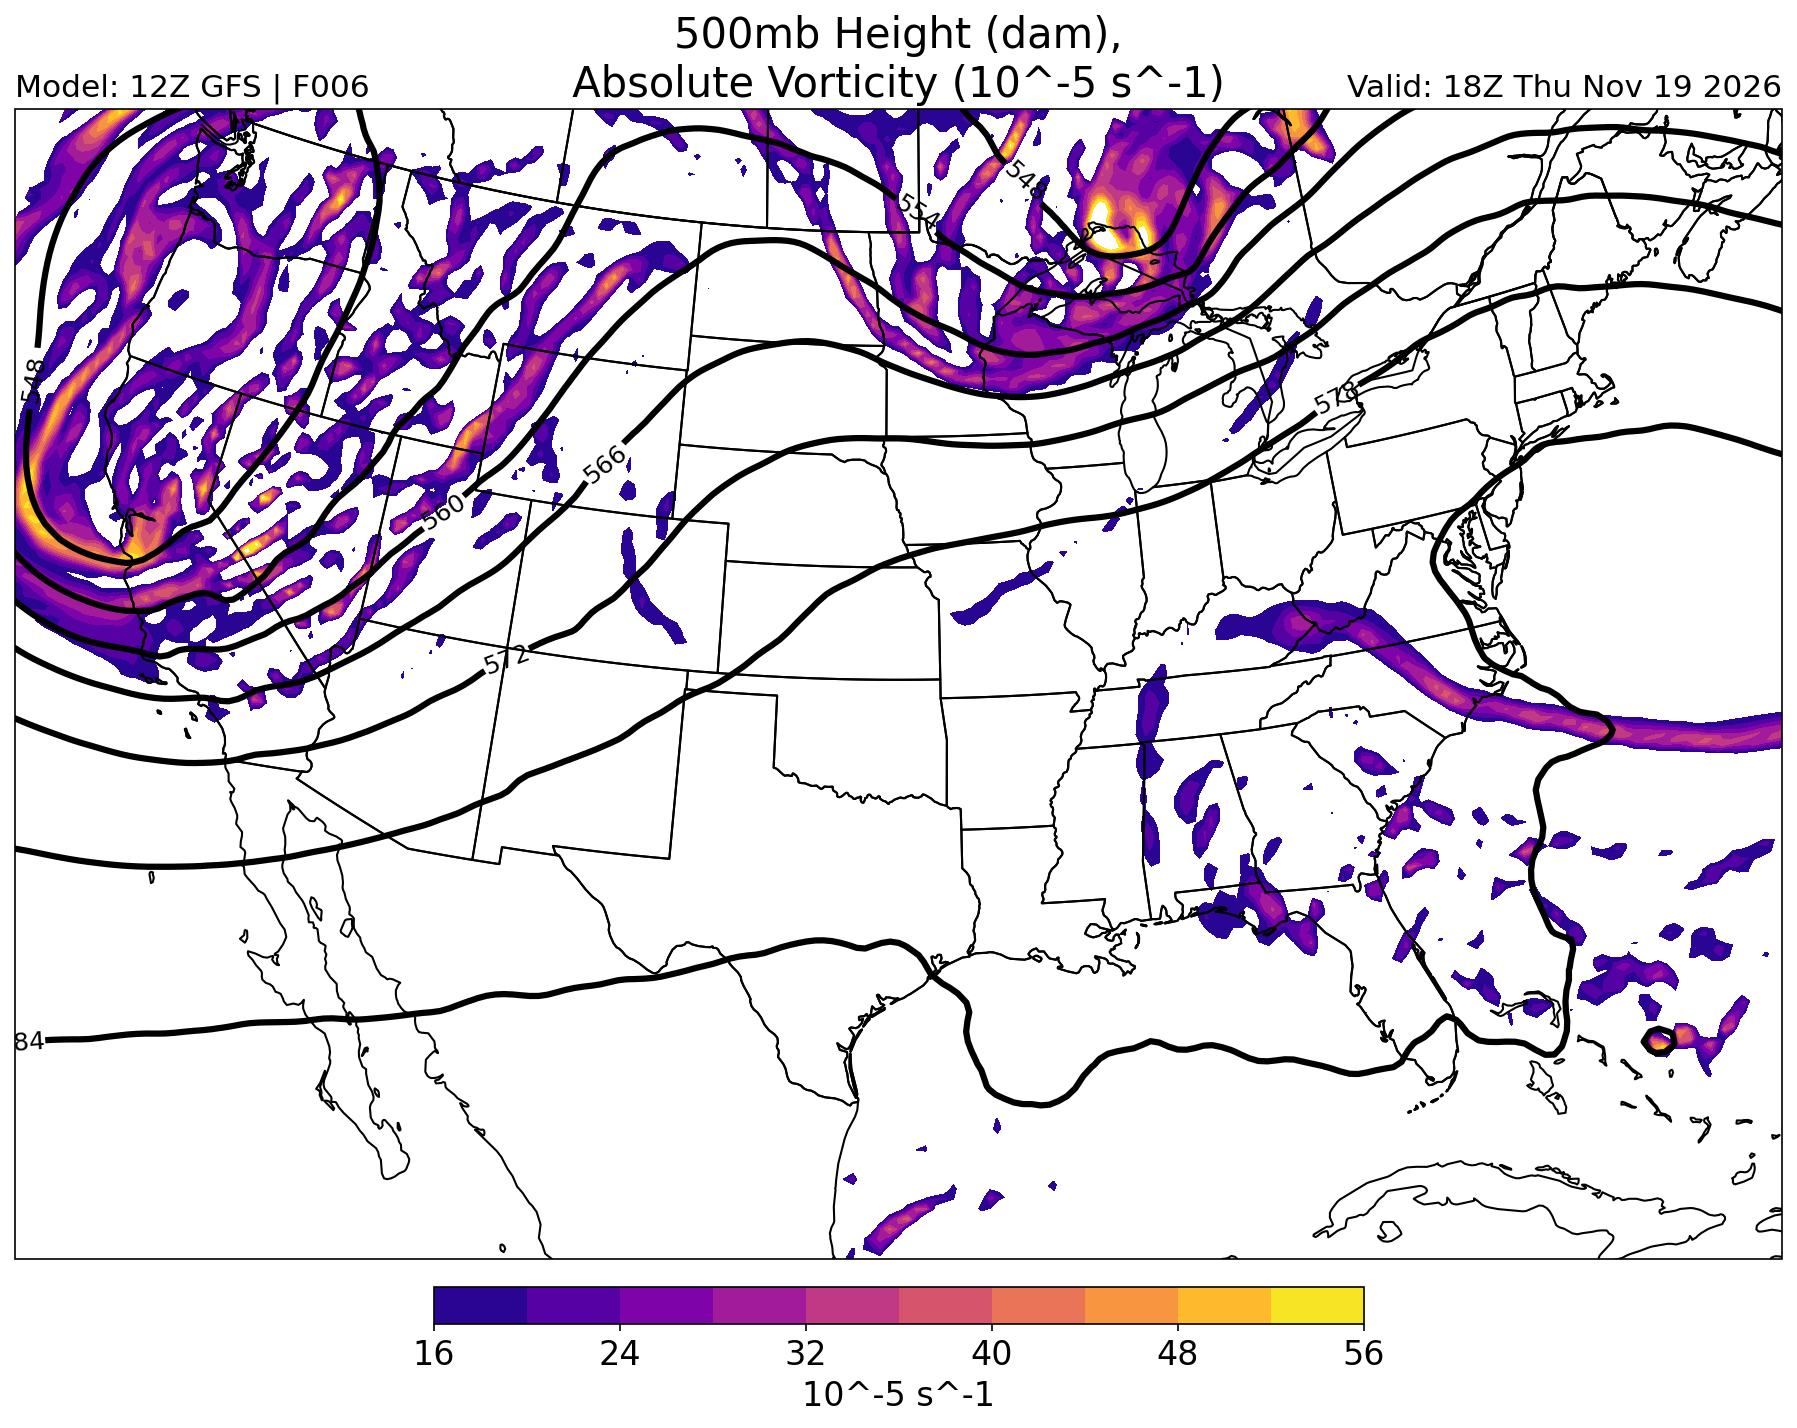 500mb Height (dam),
Absolute Vorticity (10^-5 s^-1)
Model: 12Z GFS | F006
Valid: 18Z Thu Nov 19 2026
548
554
548
578
566
560
572
84
16 24 32 40 48 56
10^-5 s^-1